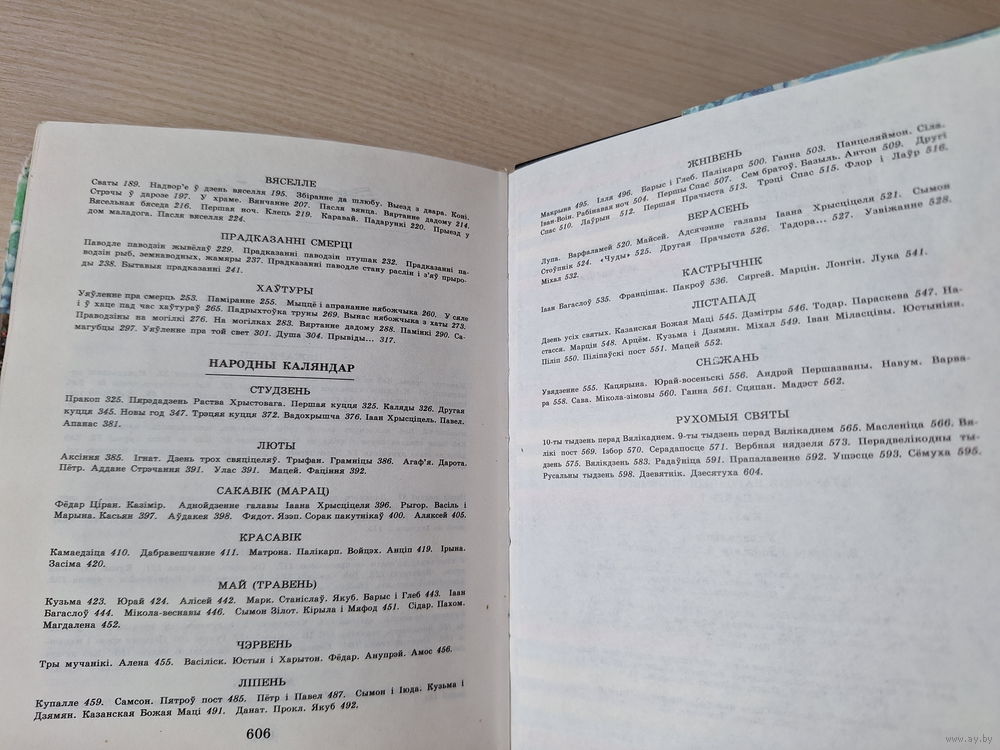 ВЯСЕЛЛЕ
Сваты 189. Надвор'е ў дзень вяселля 195. Збіранне да шлюбу. Выезд з двара. Коні.
Стрэчы ў дарозе 197. У храме. Вянчанне 207. Пасля вянца. Вяртанне дадому 214.
Вясельная бяседа 216. Першая ноч. Клець 219. Каравай. Падарункі 220. Прыезд у
дом маладога. Пасля вяселля 224.
ПРАДКАЗАННІ СМЕРЦІ
Паводле паводзін жывёлаў 229. Прадказанні паводзін птушак 232. Прадказанні па-
водзін рыб, земнаводных, жамяры 237. Прадказанні паводле стану раслін і з'яў прыро-
ды 238. Бытавыя прадказанні 241.
ХАЎТУРЫ
Уяўленне пра смерць 253. Паміранне 255. Мыццё і апрананне нябожчыка 260. У сяле
і ў хаце пад час хаўтураў 265. Падрыхтоўка труны 269. Вынас нябожчыка з хаты 273.
Праводзіны на могілкі 276. На могілках 283. Вяртанне дадому 288. Памінкі 290. Са-
магубцы 297. Уяўленне пра той свет 301. Душа 304. Прывіды... 317.
НАРОДНЫ КАЛЯНДАР
СТУДЗЕНЬ
Пракоп 325. Пярэдадзень Раства Хрыстовага. Першая куцця 325. Каляды 326. Другая
куцця 345. Новы год 347. Трэцяя куцця 372. Вадохрышча 376. Іаан Хрысціцель. Павел.
Апанас 381.
ЛЮТЫ
Аксіння 385. Ігнат. Дзень трох свяціцеляў. Трыфан. Грамніцы 386. Агаф'я. Дарота.
Пётр. Аддане Стрэчання 391. Улас 391. Мацей. Фацінія 392.
САКАВІК (МАРАЦ)
Фёдар Ціран. Казімір. Аднойдзенне галавы Іаана Хрысціцеля 396. Рыгор. Васіль і
Марына. Касьян 397. Аўдакея 398. Фядот. Язэп. Сорак пакутнікаў 400. Аляксей 405.
КРАСАВІК
Камаедзіца 410. Дабравешчанне 411. Матрона. Палікарп. Войцэх. Анціп 419. Ірына.
Засіма 420.
МАЙ (ТРАВЕНЬ)
Кузьма 423. Юрай 424. Алісей 442. Марк. Станіслаў. Якуб. Барыс і Глеб 443. Іаан
Багаслоў 444. Мікола-веснавы 446. Сымон Зілот. Кірыла і Мяфод 451. Сідар. Пахом.
Магдалена 452.
ЧЭРВЕНЬ
Тры мучанікі. Алена 455. Васіліск. Юстын і Харытон. Фёдар. Анупрэй. Амос 456.
ЛІПЕНЬ
Купалле 459. Самсон. Пятроў пост 485. Пётр і Павел 487. Сымон і Іюда. Кузьма і
Дзямян. Казанская Божая Маці 491. Данат. Прокл. Якуб 492.
606
ЖНІВЕНЬ
Макрына 495. Ілля 496. Барыс і Глеб. Палікарп 500. Ганна 503. Панцеляймон. Сіла.
Іван-Воін. Рабінавая ноч 504. Першы Спас 507. Сем братоў. Вазыль. Антон 509. Другі
Спас 510. Лаўрын 512. Першая Прачыста 513. Трэці Спас 515. Флор і Лаўр 516.
ВЕРАСЕНЬ
Лупа. Варфаламей 520. Майсей. Адсячэнне галавы Іаана Хрысціцеля 521. Сымон
Стоўпнік 524. «Чуды» 525. Другая Прачыста 526. Тадора... 527. Узніжанне 528.
Міхал 532.
КАСТРЫЧНІК
Іаан Багаслоў 535. Францішак. Пакроў 536. Сяргей. Марцін. Лонгін. Лука 541.
ЛІСТАПАД
Дзень усіх святых. Казанская Божая Маці 545. Дзмітры 546. Тодар. Параскева 547. На-
стасся. Марцін 548. Арцём. Кузьма і Дзямян. Міхал 549. Іван Міласцівы. Юстыніян.
Піліп 550. Піліпаўскі пост 551. Мацей 552.
СНЕЖАНЬ
Увядзенне 555. Кацярына. Юрай-восеньскі 556. Андрэй Першазваны. Навум. Варва-
ра 558. Сава. Мікола-зімовы 560. Ганна 561. Сцяпан. Мадэст 562.
РУХОМЫЯ СВЯТЫ
10-ты тыдзень перад Вялікаднем. 9-ты тыдзень перад Вялікаднем 565. Масленіца 566. Вя-
лікі пост 569. Ізбор 570. Серадапосце 571. Вербная нядзеля 573. Перадвелікодны ты-
дзень 575. Вялікдзень 583. Радаўніца 591. Прапалавенне 592. Ушэсце 593. Сёмуха 595.
Русальны тыдзень 598. Дзевятнік. Дзесятуха 604.
www.ay.by